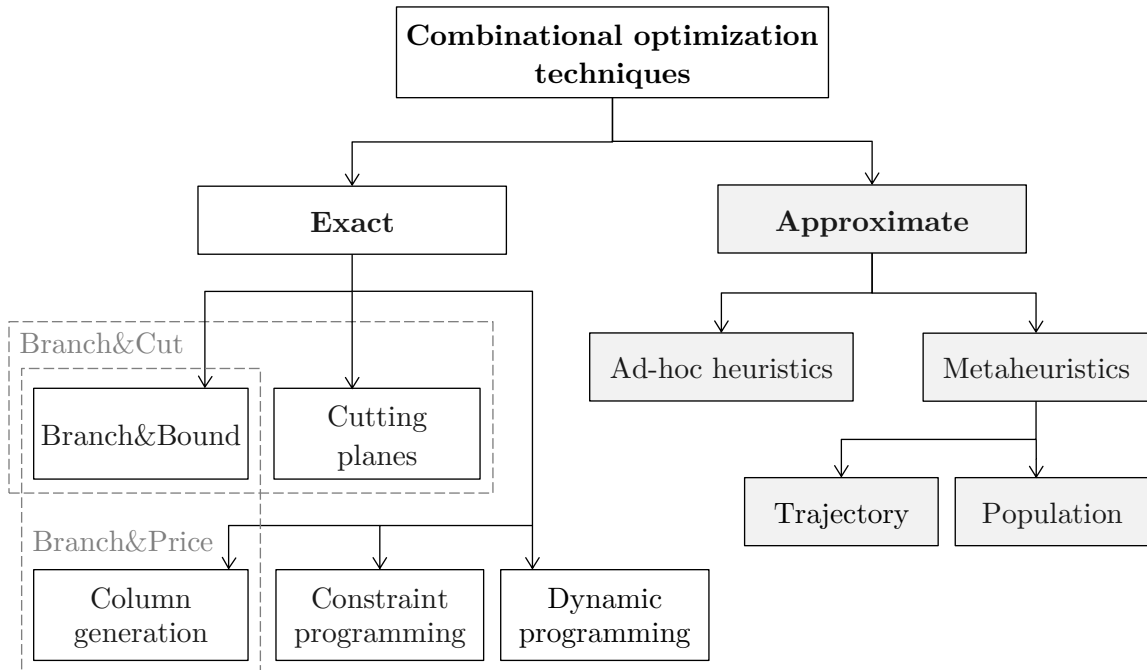 Combinational optimization
techniques
Exact
Approximate
Branch&Cut
Ad-hoc heuristics
Metaheuristics
Branch&Bound
Cutting
planes
Trajectory
Population
Branch&Price
Column
generation
Constraint
programming
Dynamic
programming